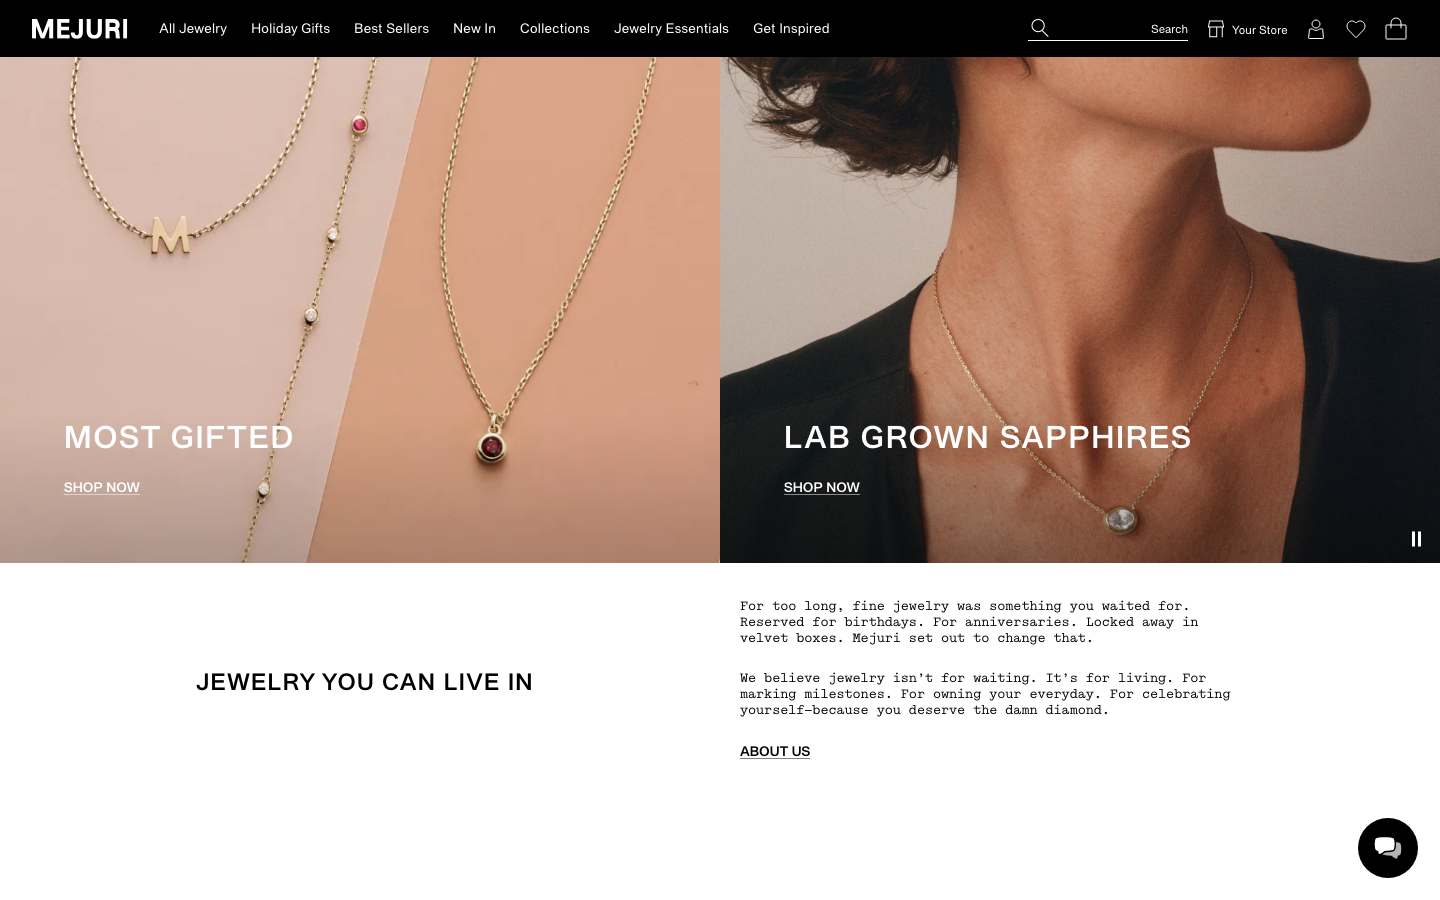 MEJURI
All Jewelry
Holiday Gifts
Best Sellers
New In
Collections
Jewelry Essentials
Get Inspired
Search
Your Store
M
MOST GIFTED
SHOP NOW
LAB GROWN SAPPHIRES
SHOP NOW
JEWELRY YOU CAN LIVE IN
For too long, fine jewelry was something you waited for.
Reserved for birthdays. For anniversaries. Locked away in
velvet boxes. Mejuri set out to change that.
We believe jewelry isn’t for waiting. It’s for living. For
marking milestones. For owning your everyday. For celebrating
yourself—because you deserve the damn diamond.
ABOUT US